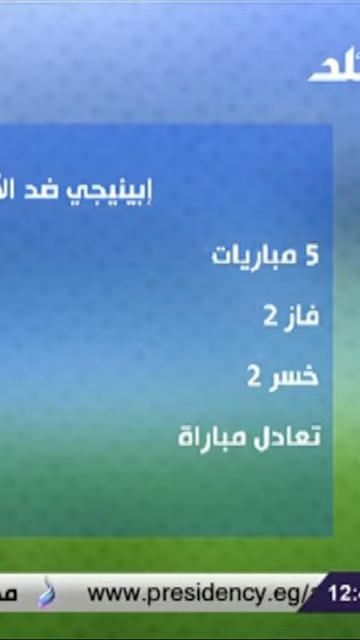 إبينيجي ضد
5 مباريات
فاز 2
خسر 2
تعادل مباراة
www.presidency.eg/